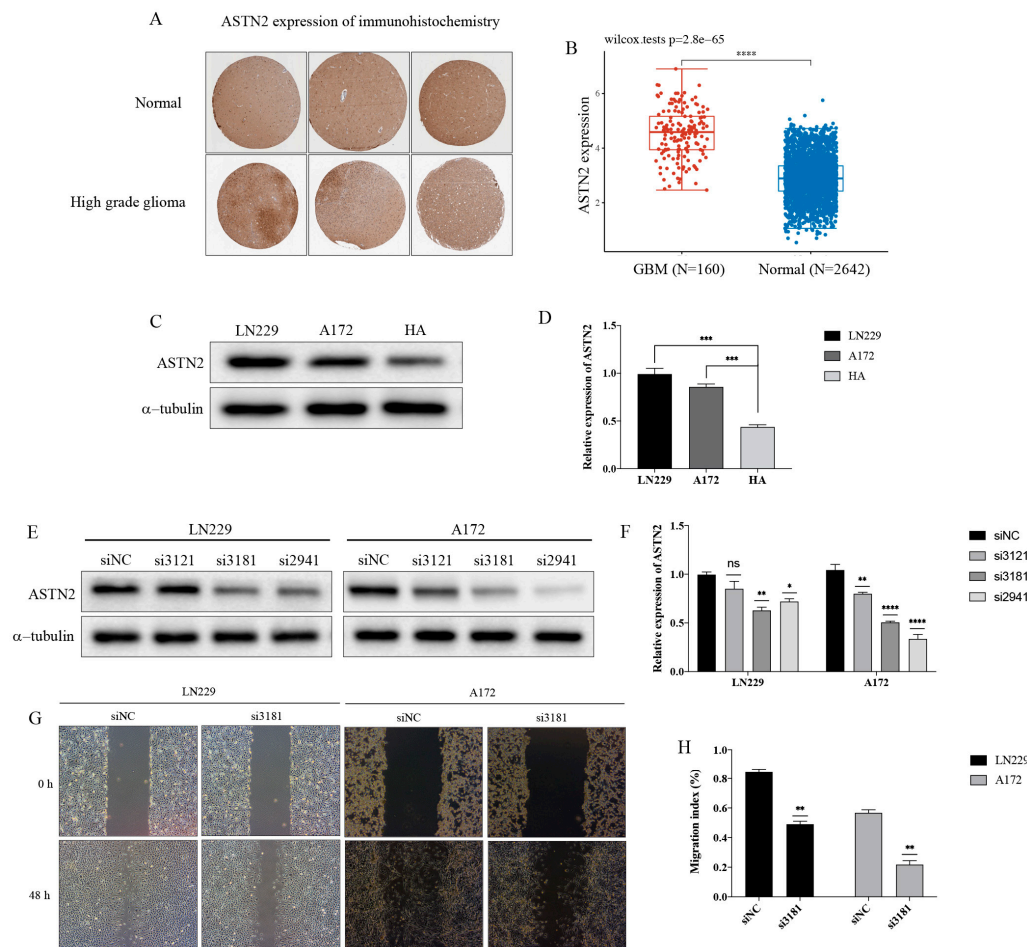 A
ASTN2 expression of immunohistochemistry
Normal
High grade glioma
B
wilcox.tests p=2.8e−65
****
ASTN2 expression
6
4
2
GBM (N=160)
Normal (N=2642)
C
LN229 A172 HA
ASTN2
α−tubulin
D
Relative expression of ASTN2
1.5
1.0
0.5
0.0
***
***
LN229 A172 HA
LN229
A172
HA
E
LN229
A172
siNC si3121 si3181 si2941
siNC si3121 si3181 si2941
ASTN2
α−tubulin
F
Relative expression of ASTN2
1.5
1.0
0.5
0.0
ns ** *
** **** ****
LN229 A172
siNC
si3121
si3181
si2941
G
LN229
A172
siNC si3181 siNC si3181
0 h
48 h
H
Migration index (%)
1.0
0.8
0.6
0.4
0.2
0.0
**
**
siNC si3181 siNC si3181
LN229
A172